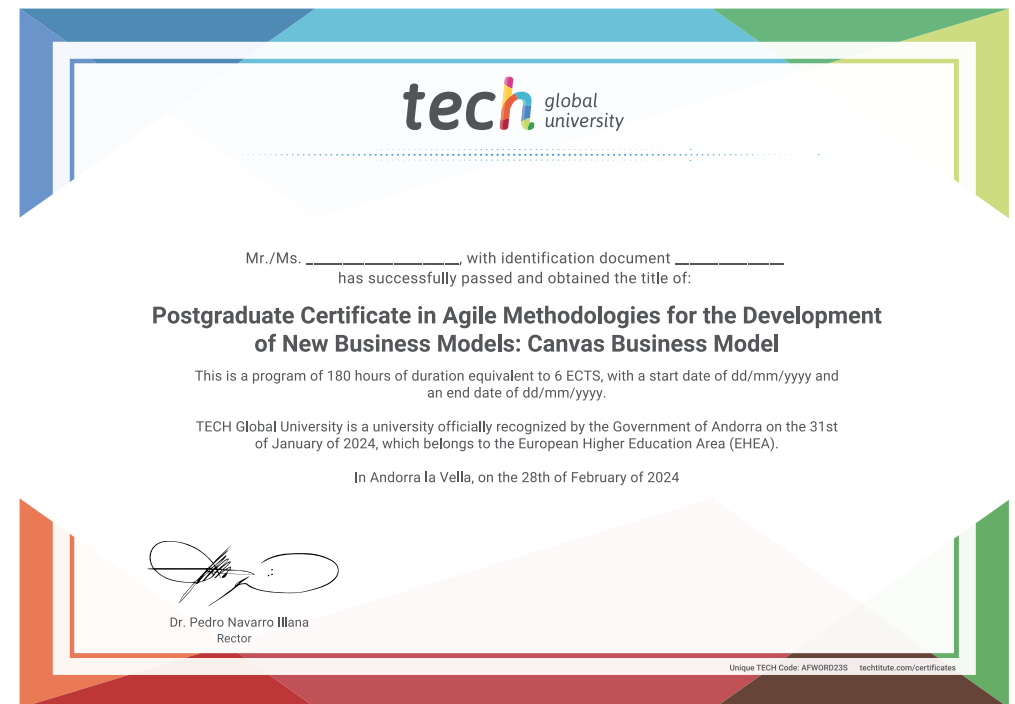 tech global
university
Mr./Ms. ____________________, with identification document ______________
has successfully passed and obtained the title of:
Postgraduate Certificate in Agile Methodologies for the Development
of New Business Models: Canvas Business Model
This is a program of 180 hours of duration equivalent to 6 ECTS, with a start date of dd/mm/yyyy and
an end date of dd/mm/yyyy.
TECH Global University is a university officially recognized by the Government of Andorra on the 31st
of January of 2024, which belongs to the European Higher Education Area (EHEA).
In Andorra la Vella, on the 28th of February of 2024
Dr. Pedro Navarro Illana
Rector
Unique TECH Code: AFWORD23S techtitute.com/certificates